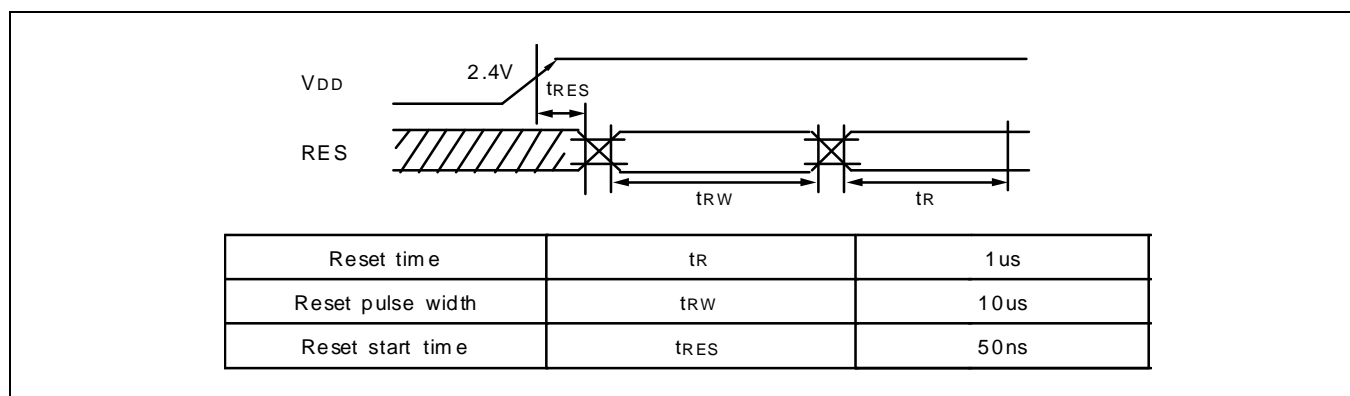 VDD
2.4V
tRES
RES
tRW
tR
Reset time tR 1us
Reset pulse width tRW 10us
Reset start time tRES 50ns